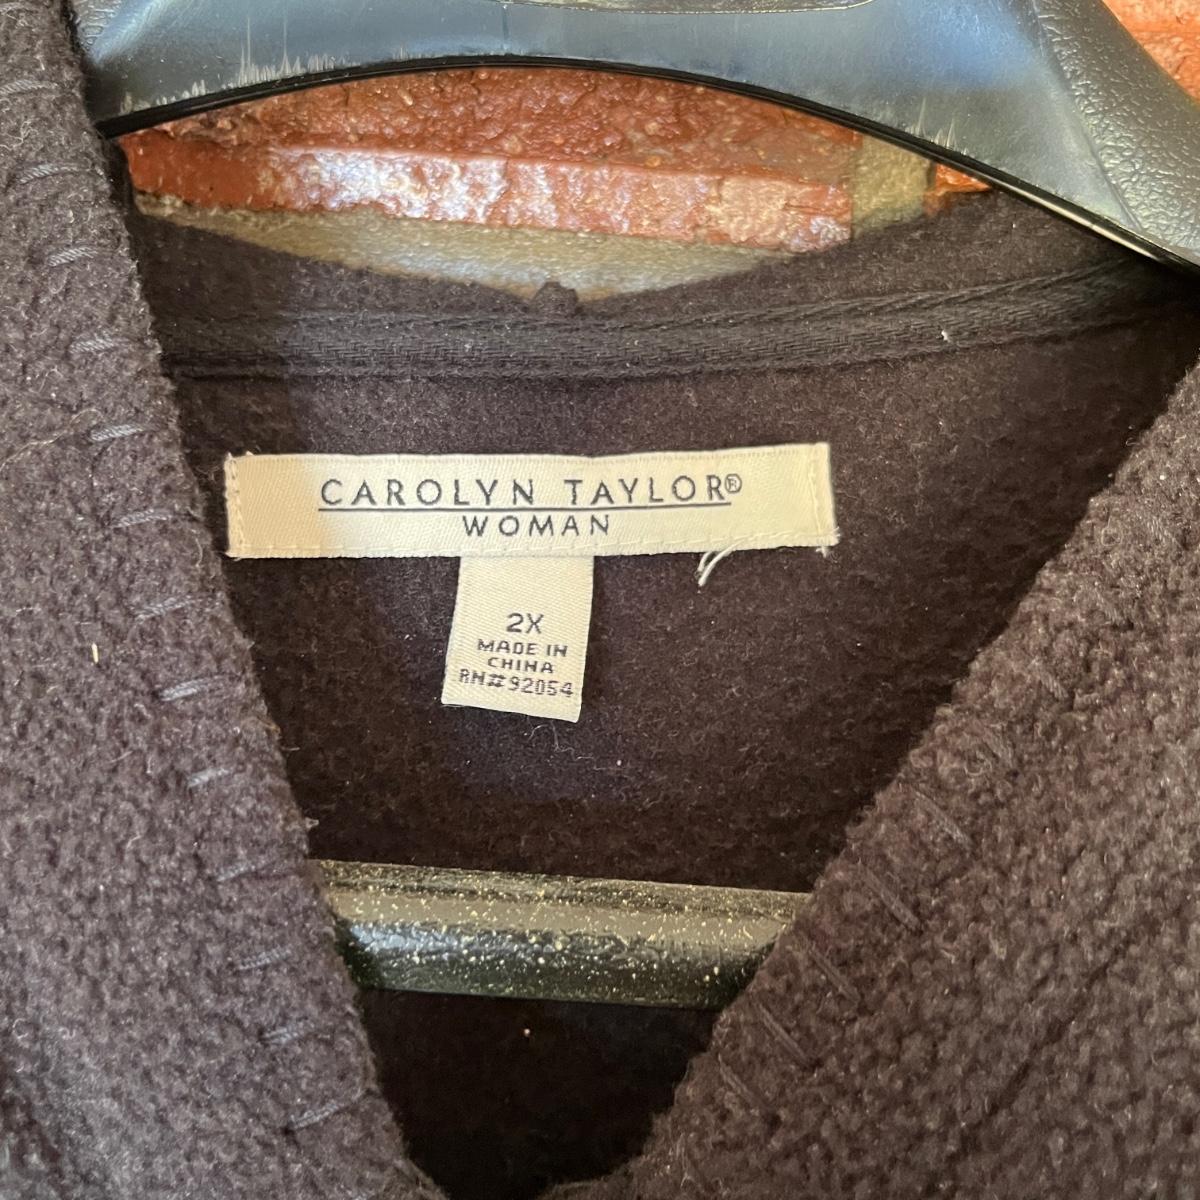 CAROLYN TAYLOR®
WOMAN
2X
MADE IN
CHINA
RN#92054